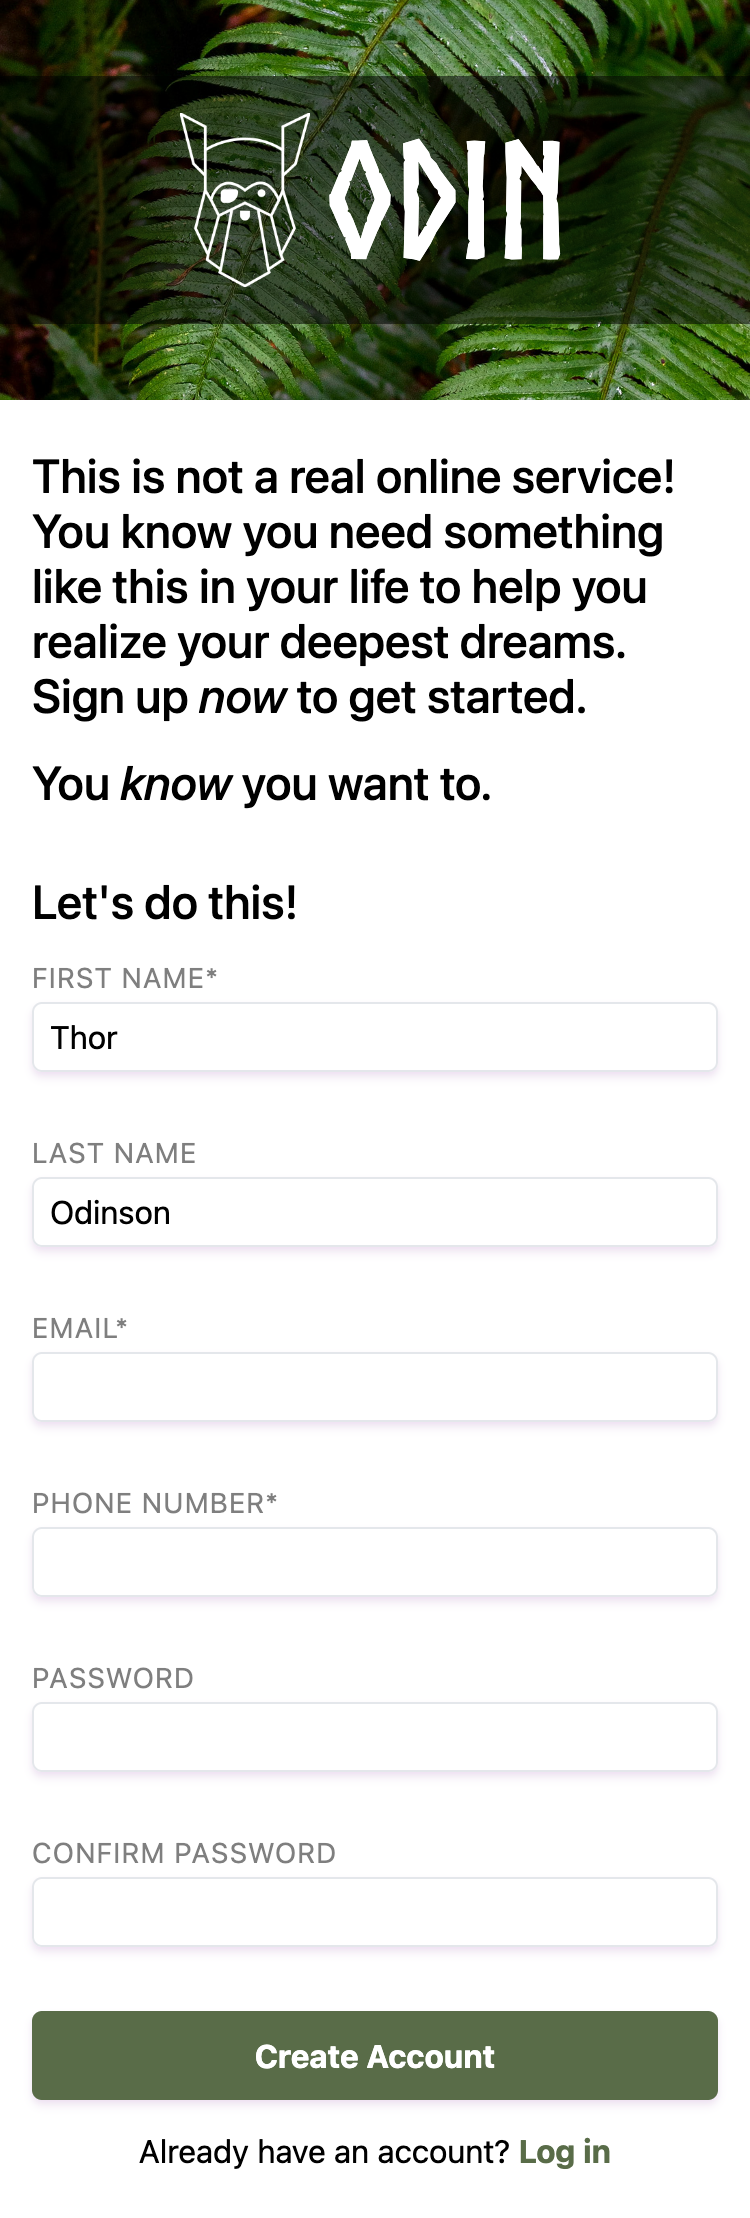 ODIN
This is not a real online service!
You know you need something
like this in your life to help you
realize your deepest dreams.
Sign up now to get started.
You know you want to.
Let's do this!
FIRST NAME*
Thor
LAST NAME
Odinson
EMAIL*
PHONE NUMBER*
PASSWORD
CONFIRM PASSWORD
Create Account
Already have an account? Log in